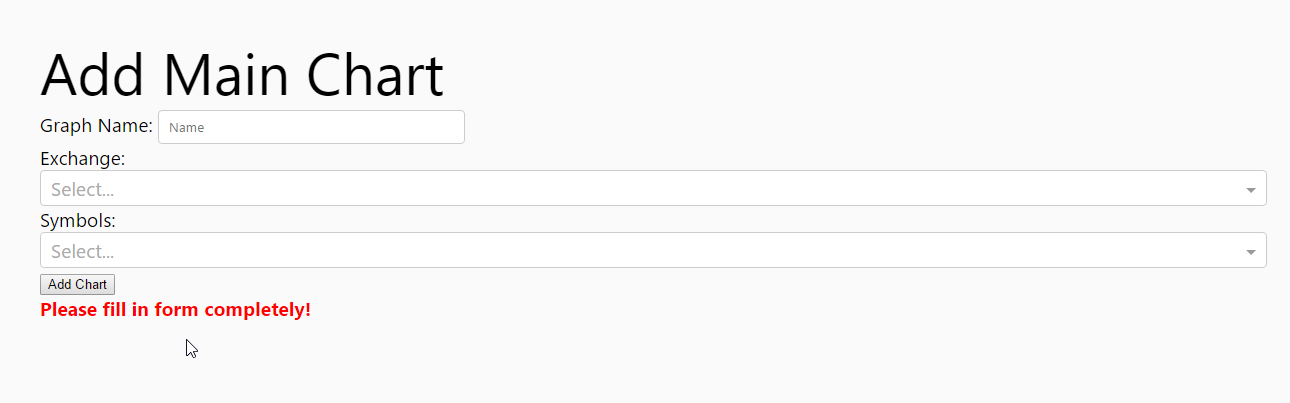 Add Main Chart
Graph Name: Name
Exchange:
Select...
Symbols:
Select...
Add Chart
Please fill in form completely!